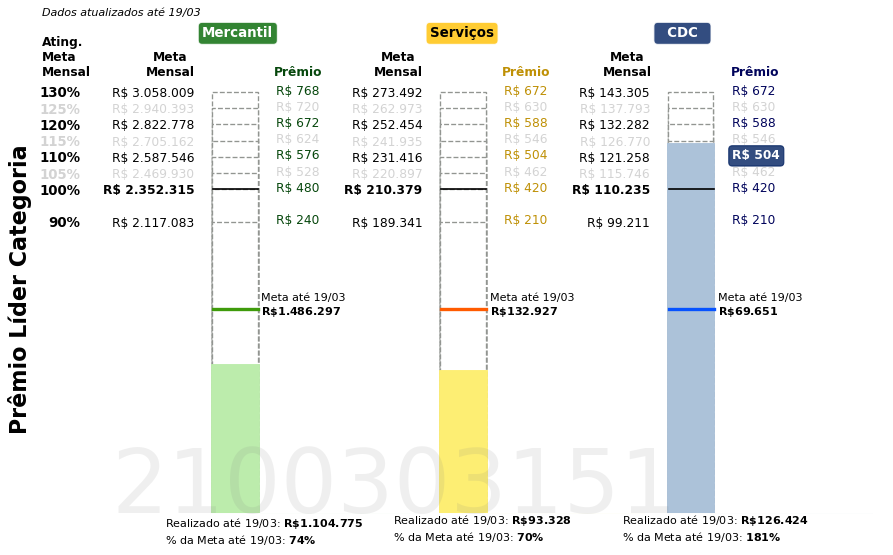 Dados atualizados até 19/03
Mercantil Serviços CDC
Ating. Meta Mensal Meta Mensal Prêmio Meta Mensal Prêmio Meta Mensal Prêmio
130% R$ 3.058.009 R$ 768 R$ 273.492 R$ 672 R$ 143.305 R$ 672
125% R$ 2.940.393 R$ 720 R$ 262.973 R$ 630 R$ 137.793 R$ 630
120% R$ 2.822.778 R$ 672 R$ 252.454 R$ 588 R$ 132.282 R$ 588
115% R$ 2.705.162 R$ 624 R$ 241.935 R$ 546 R$ 126.770 R$ 546
110% R$ 2.587.546 R$ 576 R$ 231.416 R$ 504 R$ 121.258 R$ 504
105% R$ 2.469.930 R$ 528 R$ 220.897 R$ 462 R$ 115.746 R$ 462
100% R$ 2.352.315 R$ 480 R$ 210.379 R$ 420 R$ 110.235 R$ 420
90% R$ 2.117.083 R$ 240 R$ 189.341 R$ 210 R$ 99.211 R$ 210
Prêmio Líder Categoria
Meta até 19/03 Meta até 19/03 Meta até 19/03
R$1.486.297 R$132.927 R$69.651
2100303151
Realizado até 19/03: R$1.104.775 Realizado até 19/03: R$93.328 Realizado até 19/03: R$126.424
% da Meta até 19/03: 74% % da Meta até 19/03: 70% % da Meta até 19/03: 181%